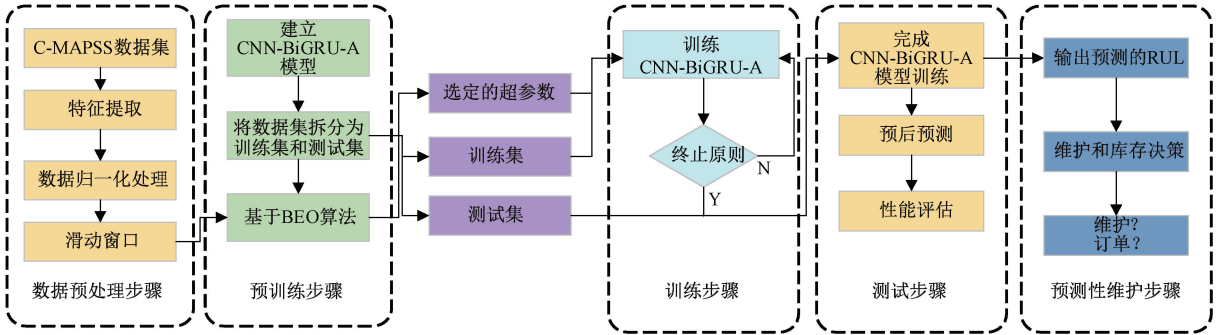 C-MAPSS数据集
特征提取
数据归一化处理
滑动窗口
数据预处理步骤
建立
CNN-BiGRU-A
模型
将数据集拆分为
训练集和测试集
基于BEO算法
预训练步骤
选定的超参数
训练集
测试集
训练
CNN-BiGRU-A
终止原则
N
Y
训练步骤
完成
CNN-BiGRU-A
模型训练
预后预测
性能评估
测试步骤
输出预测的RUL
维护和库存决策
维护?
订单?
预测性维护步骤